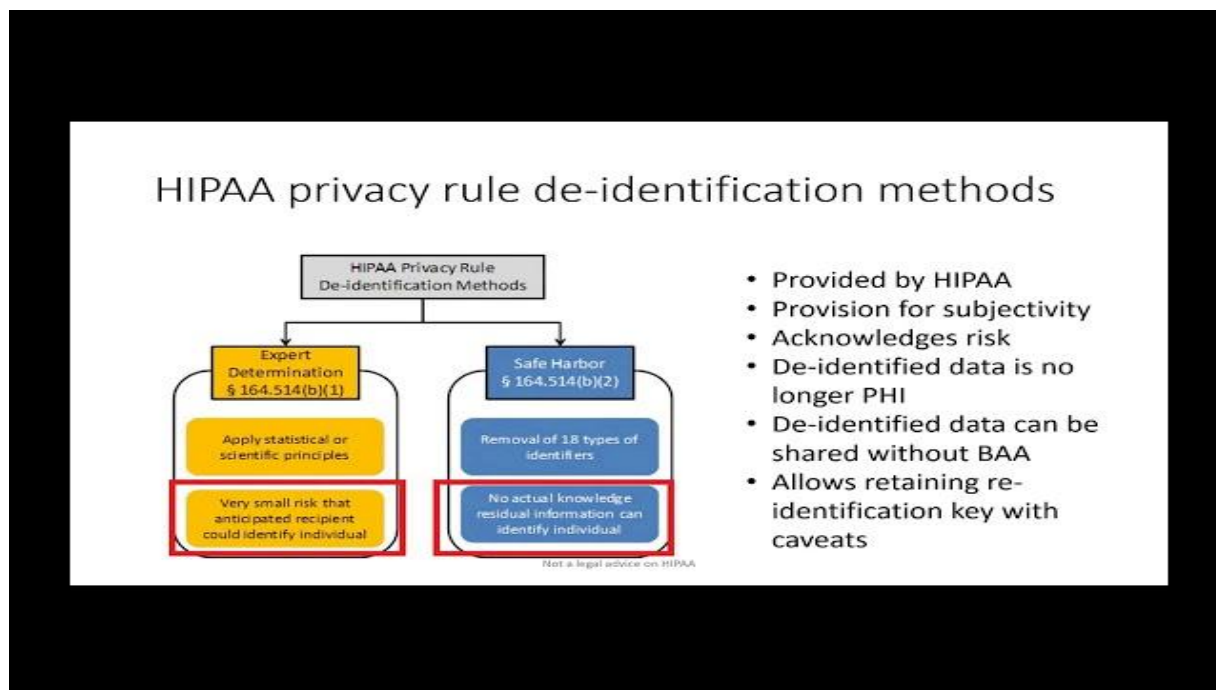 HIPAA privacy rule de-identification methods
HIPAA Privacy Rule
De-identification Methods
Expert
Determination
§ 164.514(b)(1)
Apply statistical or
scientific principles
Very small risk that
anticipated recipient
could identify individual
Safe Harbor
§ 164.514(b)(2)
Removal of 18 types of
identifiers
No actual knowledge
residual information can
identify individual
• Provided by HIPAA
• Provision for subjectivity
• Acknowledges risk
• De-identified data is no
longer PHI
• De-identified data can be
shared without BAA
• Allows retaining re-
identification key with
caveats
Not a legal advice on HIPAA